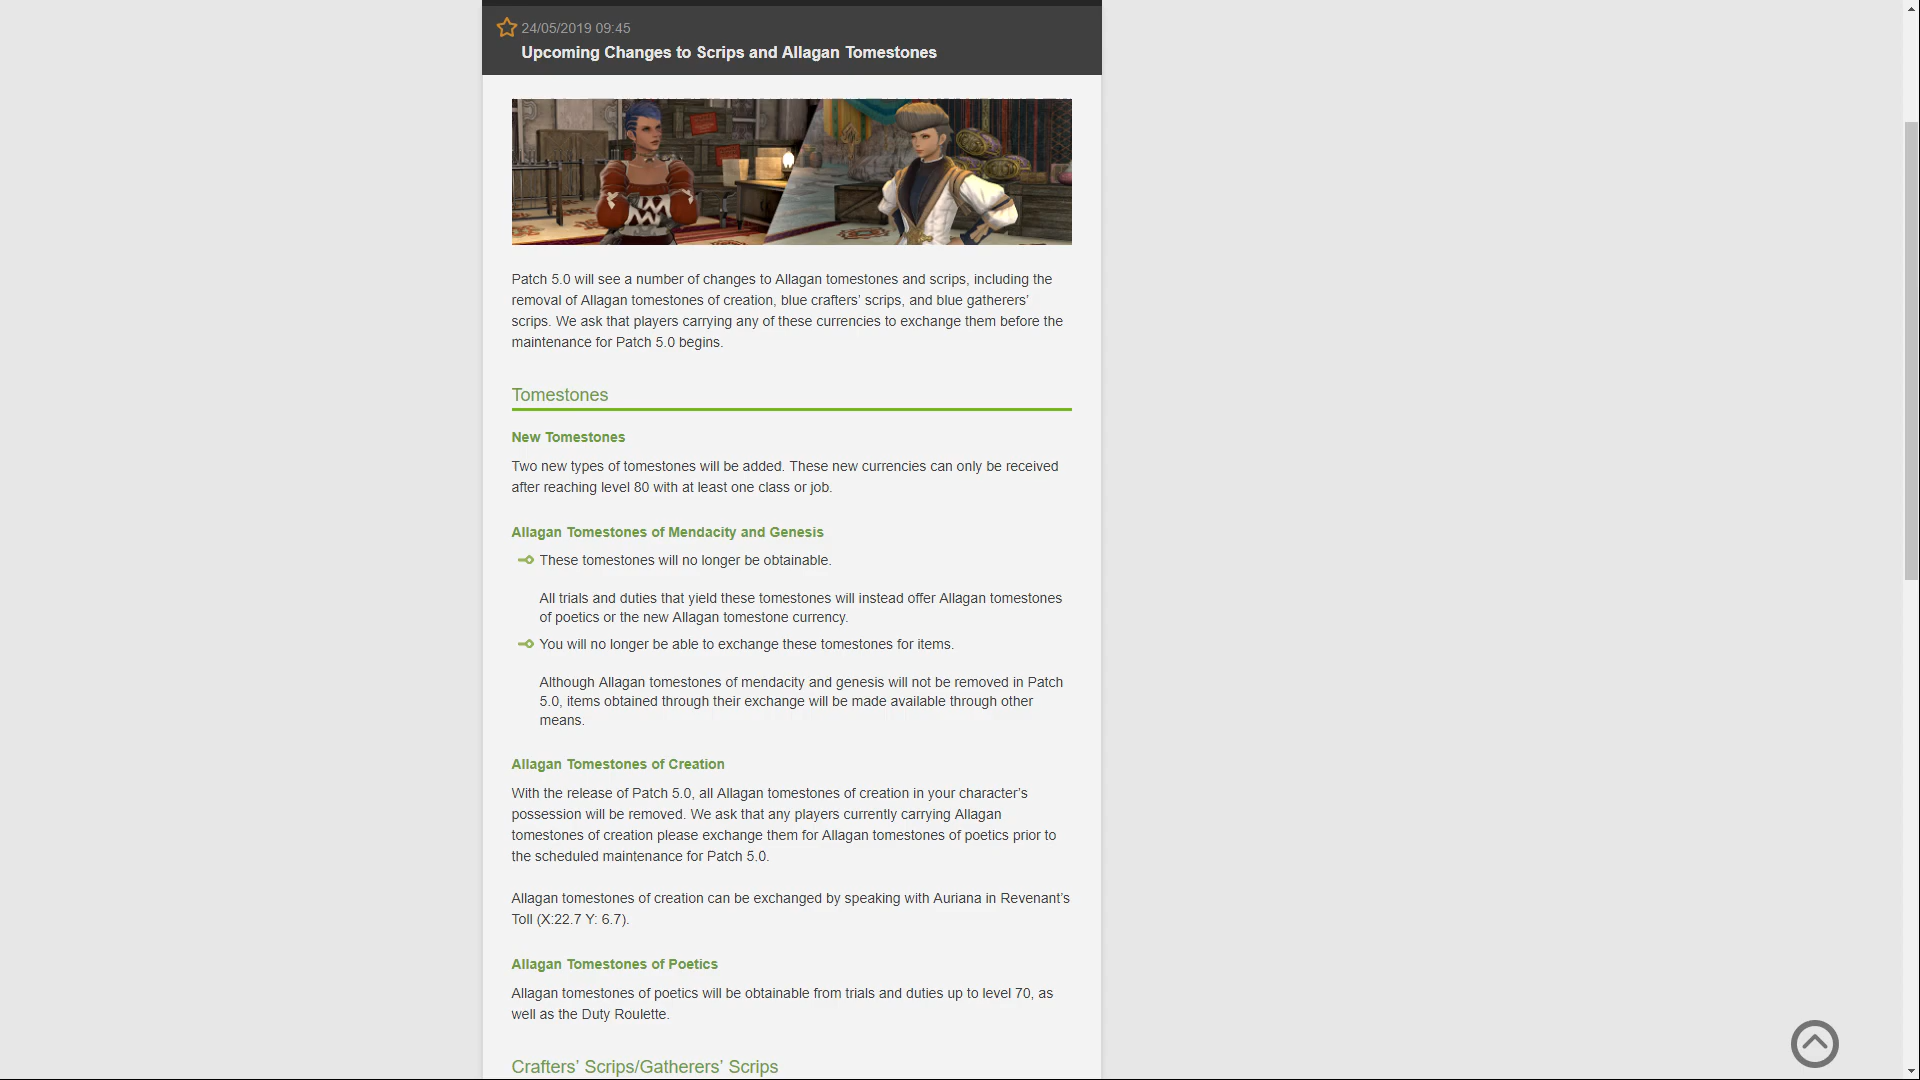 24/05/2019 09:45
Upcoming Changes to Scrips and Allagan Tomestones
Patch 5.0 will see a number of changes to Allagan tomestones and scrips, including the
removal of Allagan tomestones of creation, blue crafters’ scrips, and blue gatherers’
scrips. We ask that players carrying any of these currencies to exchange them before the
maintenance for Patch 5.0 begins.
Tomestones
New Tomestones
Two new types of tomestones will be added. These new currencies can only be received
after reaching level 80 with at least one class or job.
Allagan Tomestones of Mendacity and Genesis
These tomestones will no longer be obtainable.
All trials and duties that yield these tomestones will instead offer Allagan tomestones
of poetics or the new Allagan tomestone currency.
You will no longer be able to exchange these tomestones for items.
Although Allagan tomestones of mendacity and genesis will not be removed in Patch
5.0, items obtained through their exchange will be made available through other
means.
Allagan Tomestones of Creation
With the release of Patch 5.0, all Allagan tomestones of creation in your character’s
possession will be removed. We ask that any players currently carrying Allagan
tomestones of creation please exchange them for Allagan tomestones of poetics prior to
the scheduled maintenance for Patch 5.0.
Allagan tomestones of creation can be exchanged by speaking with Auriana in Revenant’s
Toll (X:22.7 Y: 6.7).
Allagan Tomestones of Poetics
Allagan tomestones of poetics will be obtainable from trials and duties up to level 70, as
well as the Duty Roulette.
Crafters’ Scrips/Gatherers’ Scrips